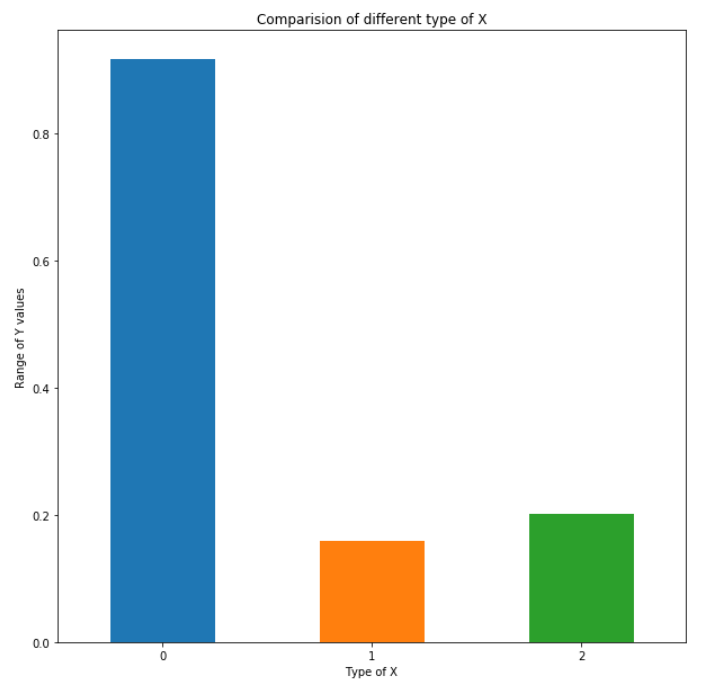 Comparision of different type of X
Range of Y values
0.8
0.6
0.4
0.2
0.0
0
1
2
Type of X